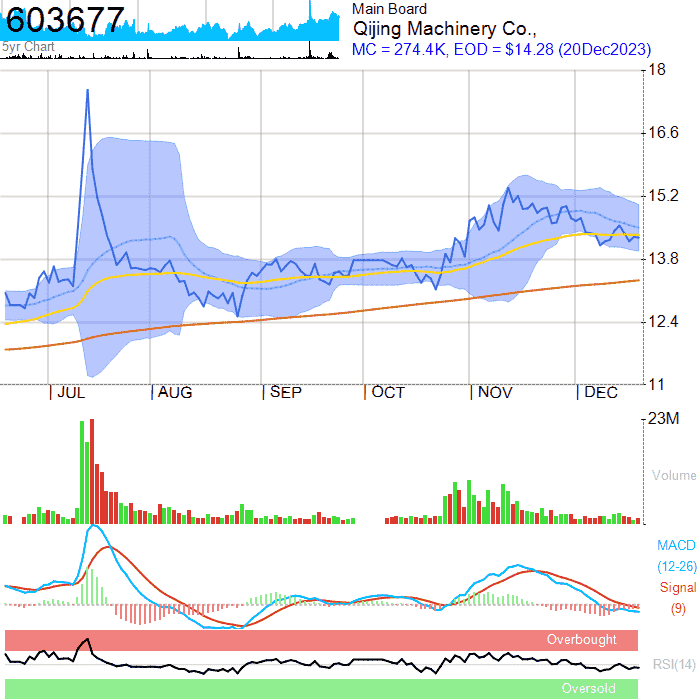 603677
5yr Chart
Main Board
Qijing Machinery Co.,
MC = 274.4K, EOD = $14.28 (20Dec2023)
18
16.6
15.2
13.8
12.4
11
JUL
AUG
SEP
OCT
NOV
DEC
23M
Volume
MACD
(12-26)
Signal
(9)
Overbought
RSI(14)
Oversold